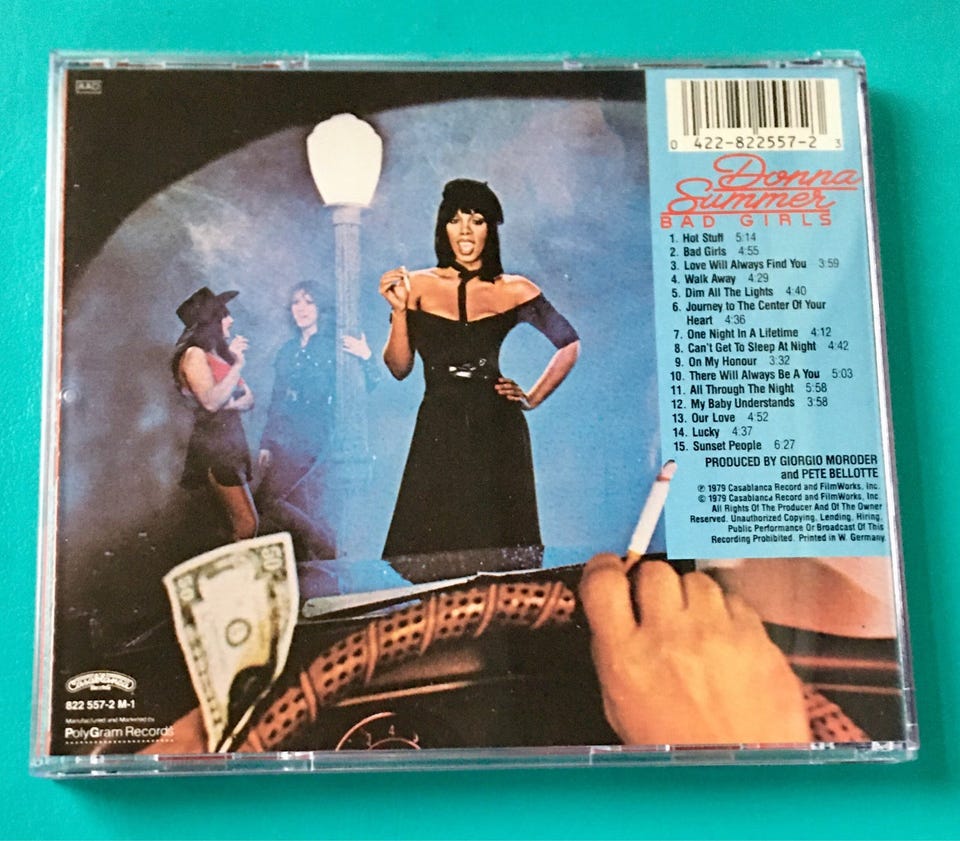 AAD
0 422-822557-2 3
Donna
Summer
BAD GIRLS
1. Hot Stuff 5:14
2. Bad Girls 4:55
3. Love Will Always Find You 3:59
4. Walk Away 4:29
5. Dim All The Lights 4:40
6. Journey to The Center Of Your
Heart 4:36
7. One Night In A Lifetime 4:12
8. Can't Get To Sleep At Night 4:42
9. On My Honour 3:32
10. There Will Always Be A You 5:03
11. All Through The Night 5:58
12. My Baby Understands 3:58
13. Our Love 4:52
14. Lucky 4:37
15. Sunset People 6:27
PRODUCED BY GIORGIO MORODER
and PETE BELLOTTE
℗ 1979 Casablanca Record and FilmWorks, Inc.
© 1979 Casablanca Record and FilmWorks, Inc.
All Rights Of The Producer And Of The Owner
Reserved. Unauthorized Copying, Lending, Hiring,
Public Performance Or Broadcast Of This
Recording Prohibited. Printed in W. Germany.
50
50
3 4
Casablanca
Records
822 557-2 M-1
Manufactured and Marketed by
PolyGram Records